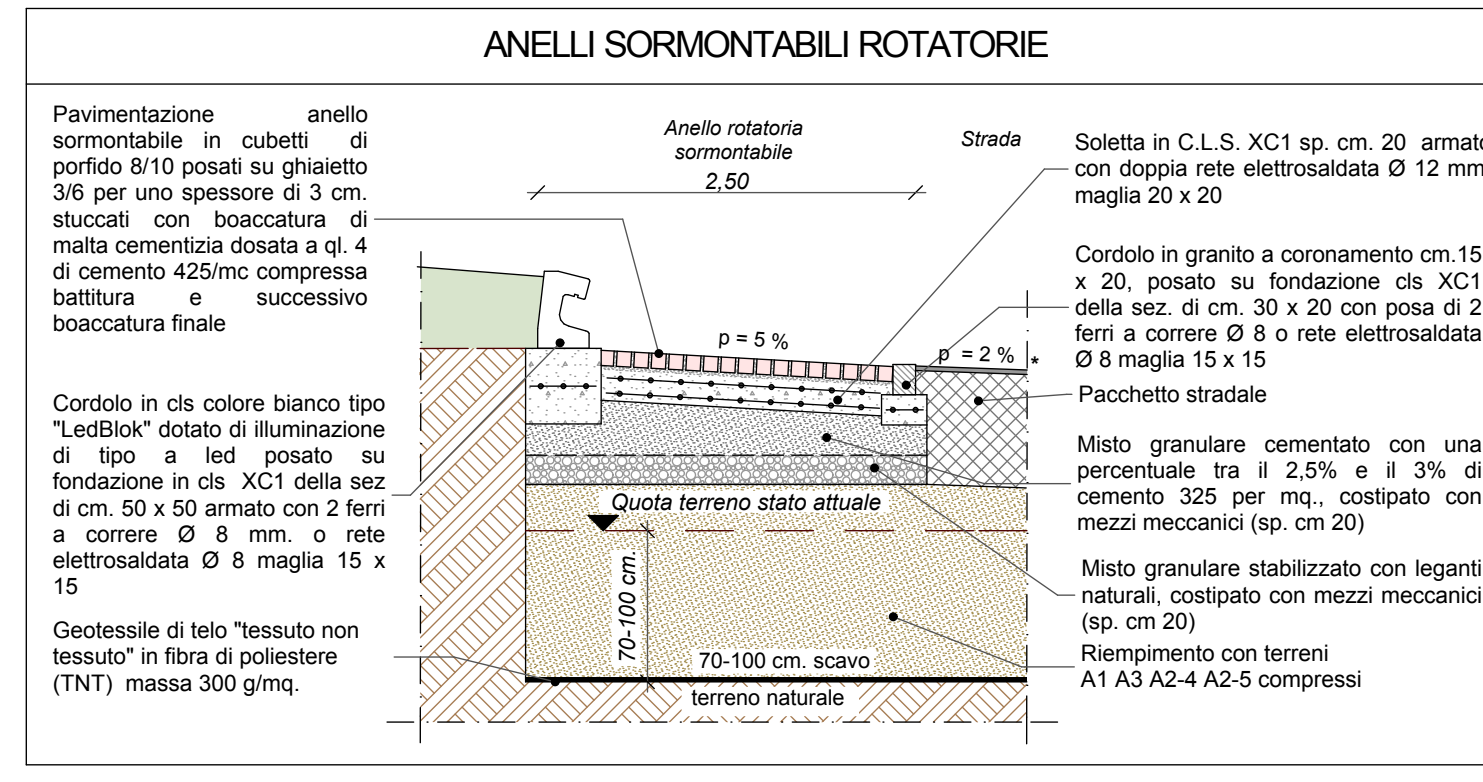 ANELLI SORMONTABILI ROTATORIE
Pavimentazione anello
sormontabile in cubetti di
porfido 8/10 posati su ghiaietto
3/6 per uno spessore di 3 cm.
stuccati con boaccatura di
malta cementizia dosata a ql. 4
di cemento 425/mc compressa
battitura e successivo
boaccatura finale
Cordolo in cls colore bianco tipo
"LedBlok" dotato di illuminazione
di tipo a led posato su
fondazione in cls XC1 della sez
di cm. 50 x 50 armato con 2 ferri
a correre Ø 8 mm. o rete
elettrosaldata Ø 8 maglia 15 x
15
Geotessile di telo "tessuto non
tessuto" in fibra di poliestere
(TNT) massa 300 g/mq.
Anello rotatoria
sormontabile
2,50
Strada
p = 5 %
p = 2 % *
Quota terreno stato attuale
70-100 cm.
70-100 cm. scavo
terreno naturale
Soletta in C.L.S. XC1 sp. cm. 20 armato
con doppia rete elettrosaldata Ø 12 mm
maglia 20 x 20
Cordolo in granito a coronamento cm.15
x 20, posato su fondazione cls XC1
della sez. di cm. 30 x 20 con posa di 2
ferri a correre Ø 8 o rete elettrosaldata
Ø 8 maglia 15 x 15
Pacchetto stradale
Misto granulare cementato con una
percentuale tra il 2,5% e il 3% di
cemento 325 per mq., costipato con
mezzi meccanici (sp. cm 20)
Misto granulare stabilizzato con leganti
naturali, costipato con mezzi meccanici
(sp. cm 20)
Riempimento con terreni
A1 A3 A2-4 A2-5 compressi